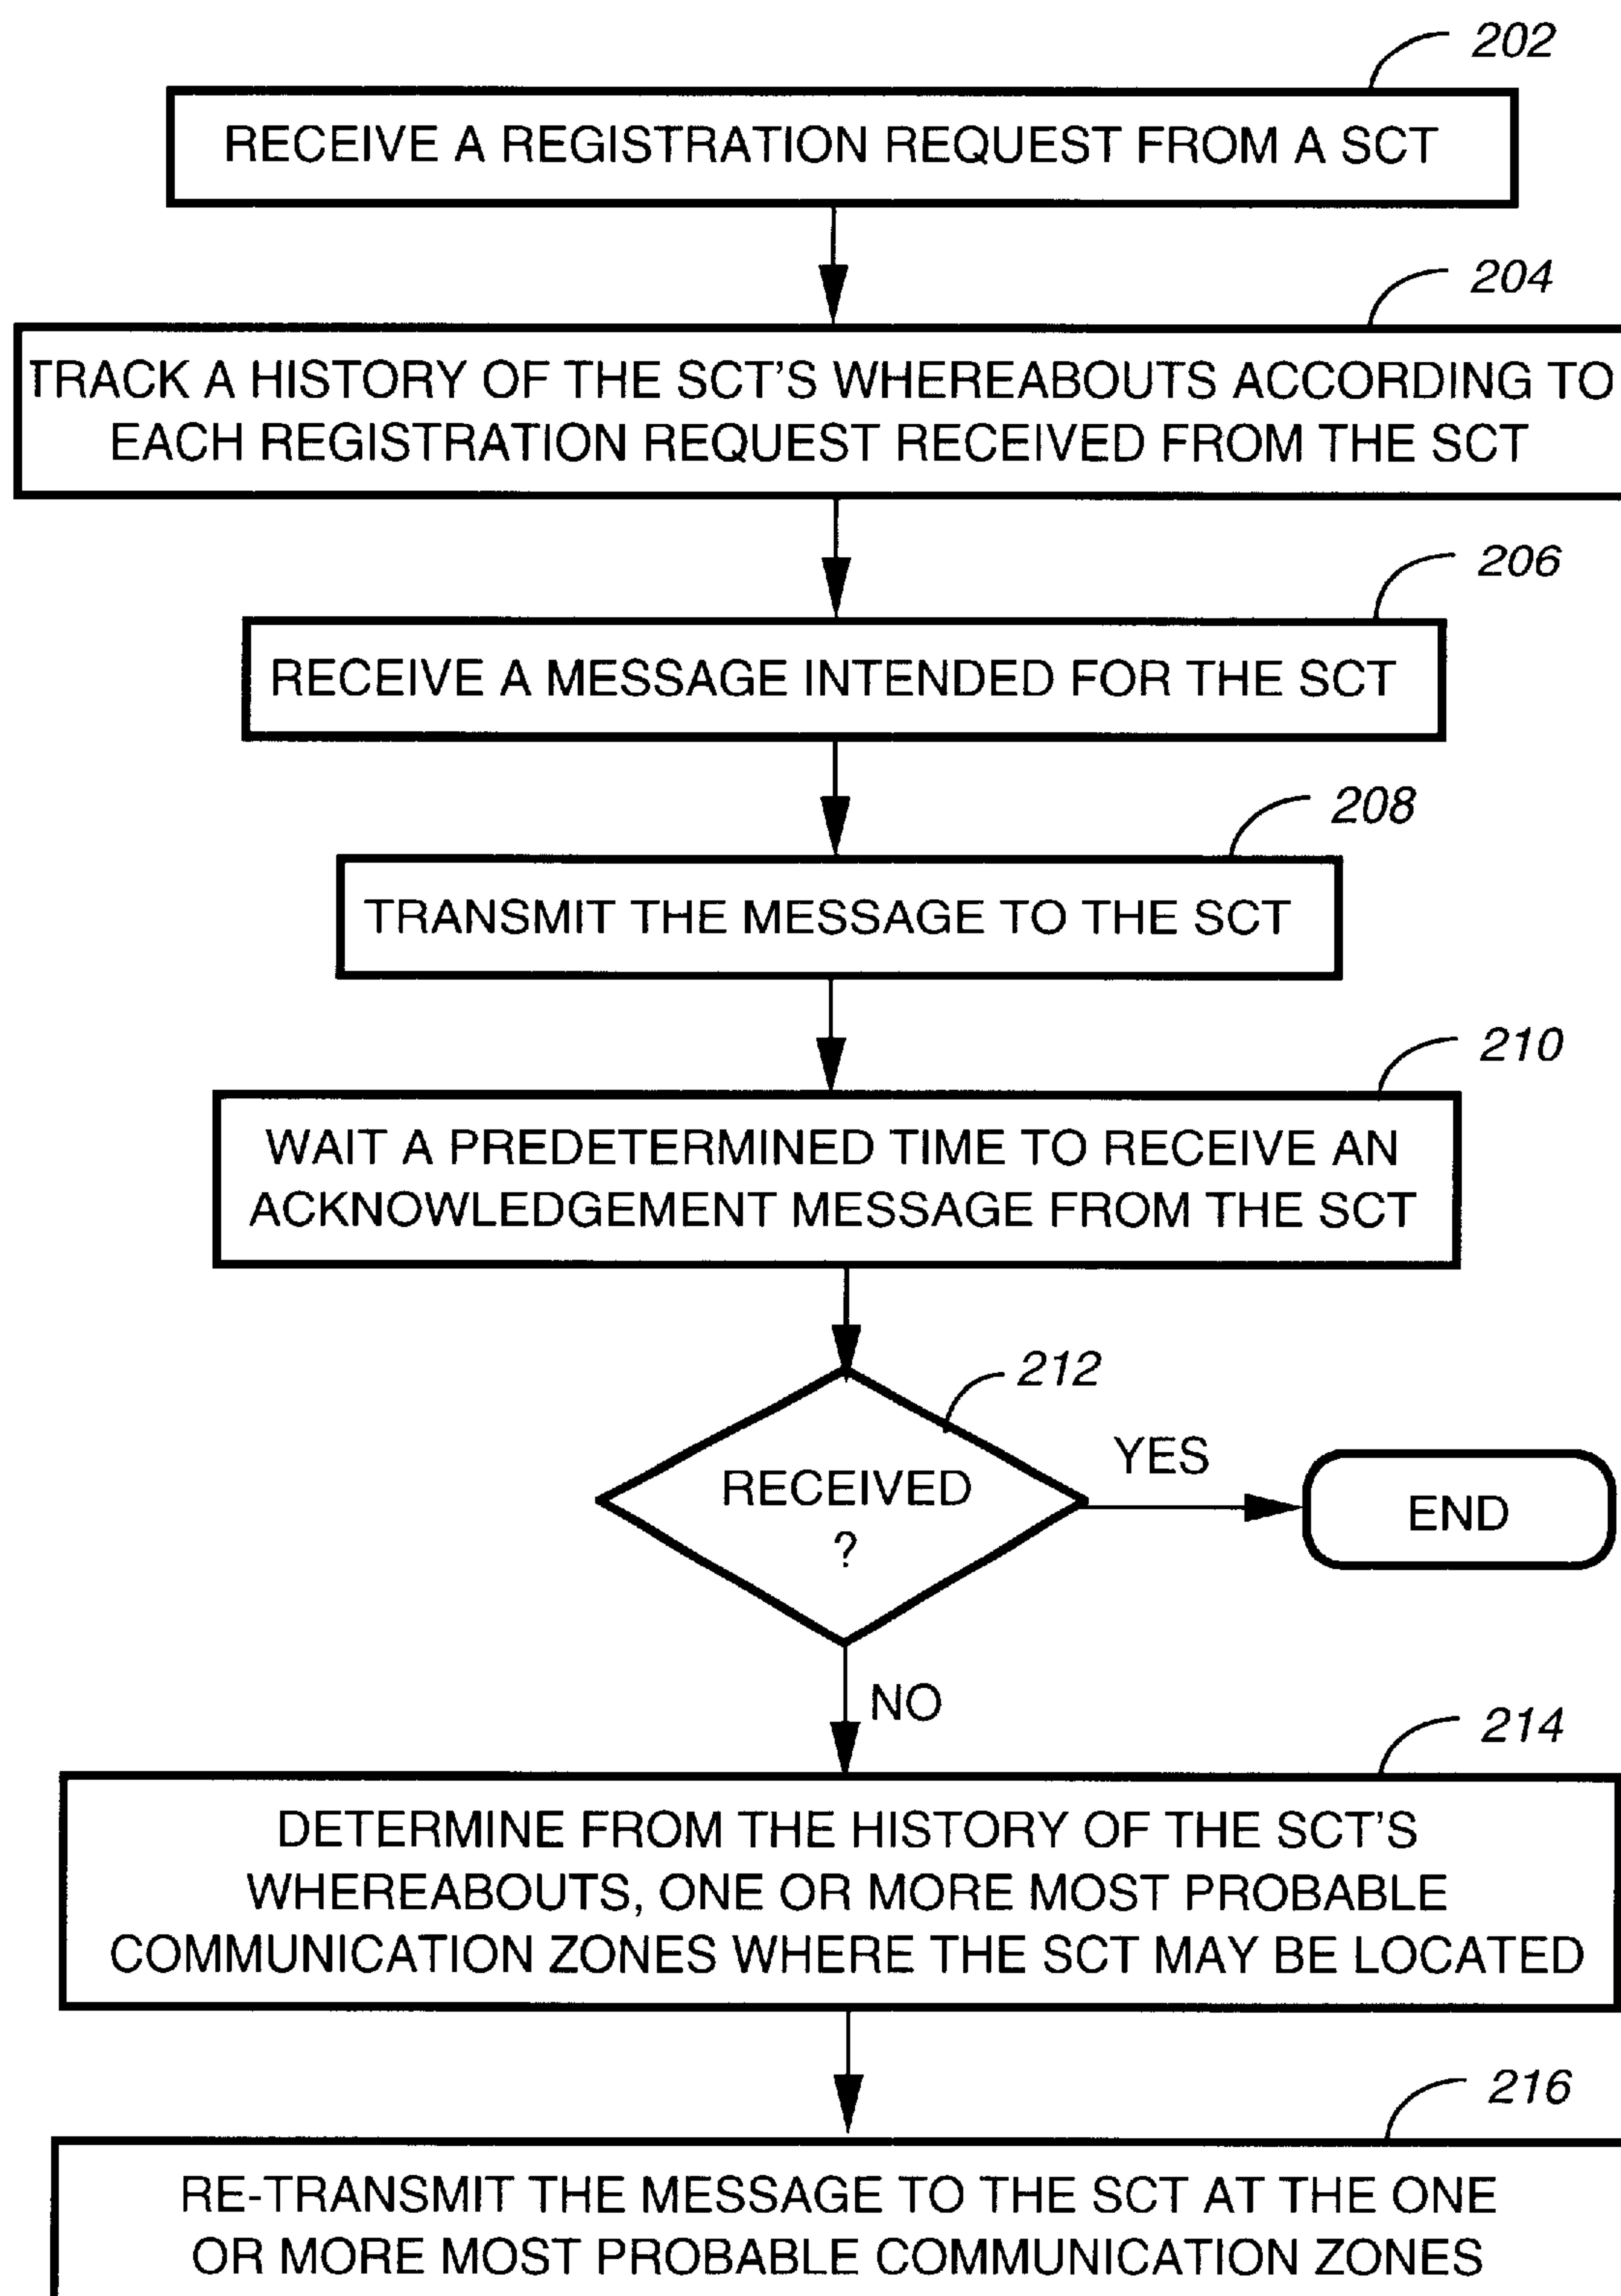 202
RECEIVE A REGISTRATION REQUEST FROM A SCT
204
TRACK A HISTORY OF THE SCT'S WHEREABOUTS ACCORDING TO
EACH REGISTRATION REQUEST RECEIVED FROM THE SCT
206
RECEIVE A MESSAGE INTENDED FOR THE SCT
208
TRANSMIT THE MESSAGE TO THE SCT
210
WAIT A PREDETERMINED TIME TO RECEIVE AN
ACKNOWLEDGEMENT MESSAGE FROM THE SCT
212
RECEIVED
?
YES
END
NO
214
DETERMINE FROM THE HISTORY OF THE SCT'S
WHEREABOUTS, ONE OR MORE MOST PROBABLE
COMMUNICATION ZONES WHERE THE SCT MAY BE LOCATED
216
RE-TRANSMIT THE MESSAGE TO THE SCT AT THE ONE
OR MORE MOST PROBABLE COMMUNICATION ZONES